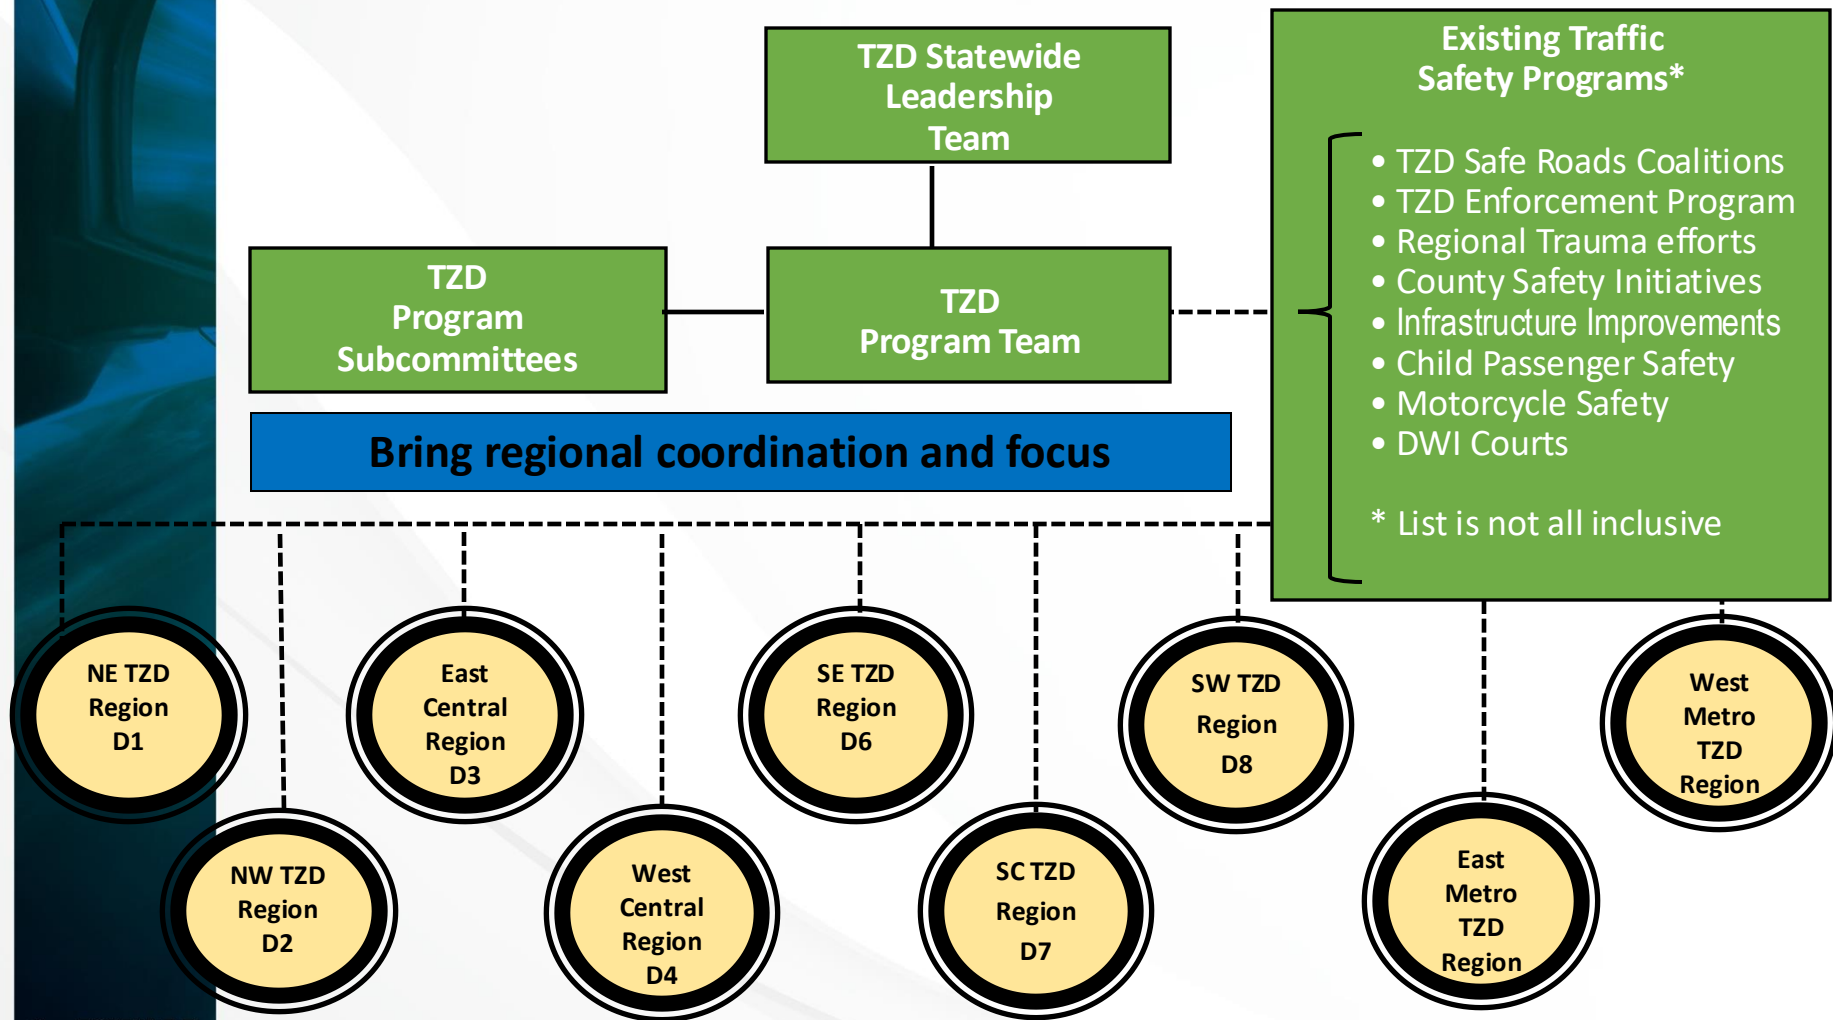 TZD Statewide
Leadership
Team
Existing Traffic
Safety Programs*
• TZD Safe Roads Coalitions
• TZD Enforcement Program
• Regional Trauma efforts
• County Safety Initiatives
• Infrastructure Improvements
• Child Passenger Safety
• Motorcycle Safety
• DWI Courts
* List is not all inclusive
TZD
Program
Subcommittees
TZD
Program Team
Bring regional coordination and focus
NE TZD
Region
D1
NW TZD
Region
D2
East
Central
Region
D3
West
Central
Region
D4
SE TZD
Region
D6
SC TZD
Region
D7
SW TZD
Region
D8
East
Metro
TZD
Region
West
Metro
TZD
Region